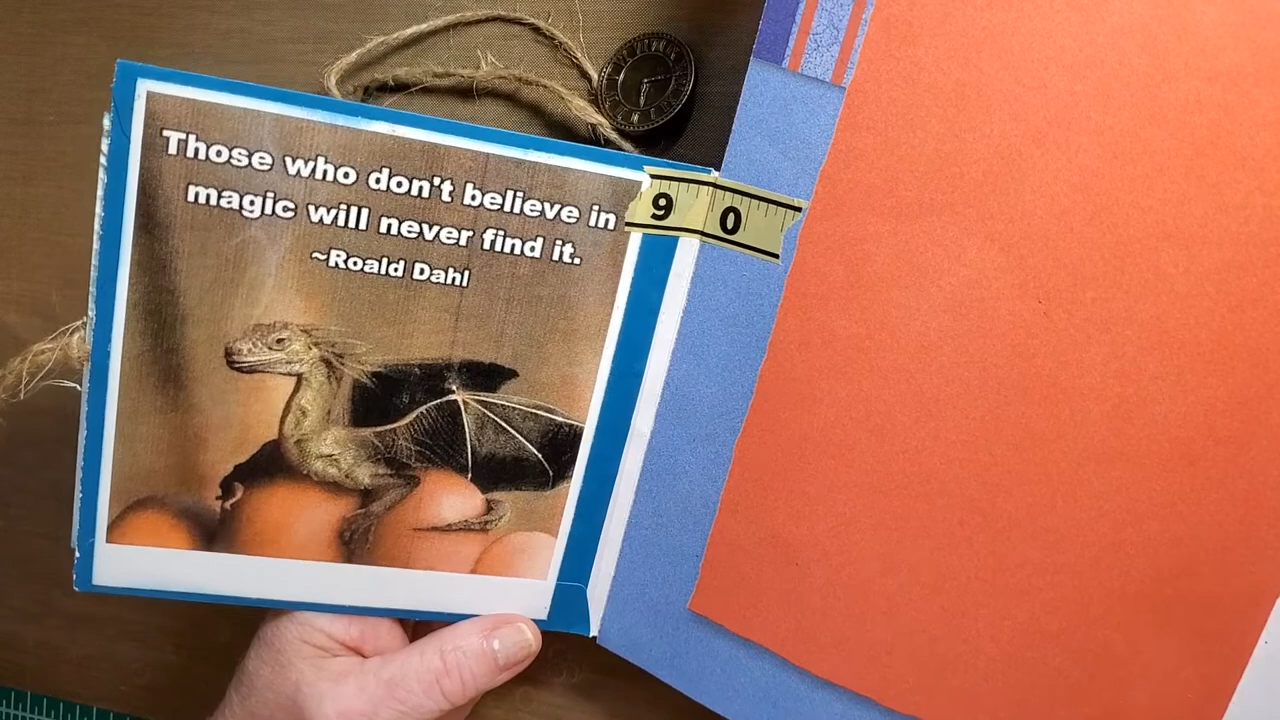 Those who don't believe in
magic will never find it.
~Roald Dahl
9 0